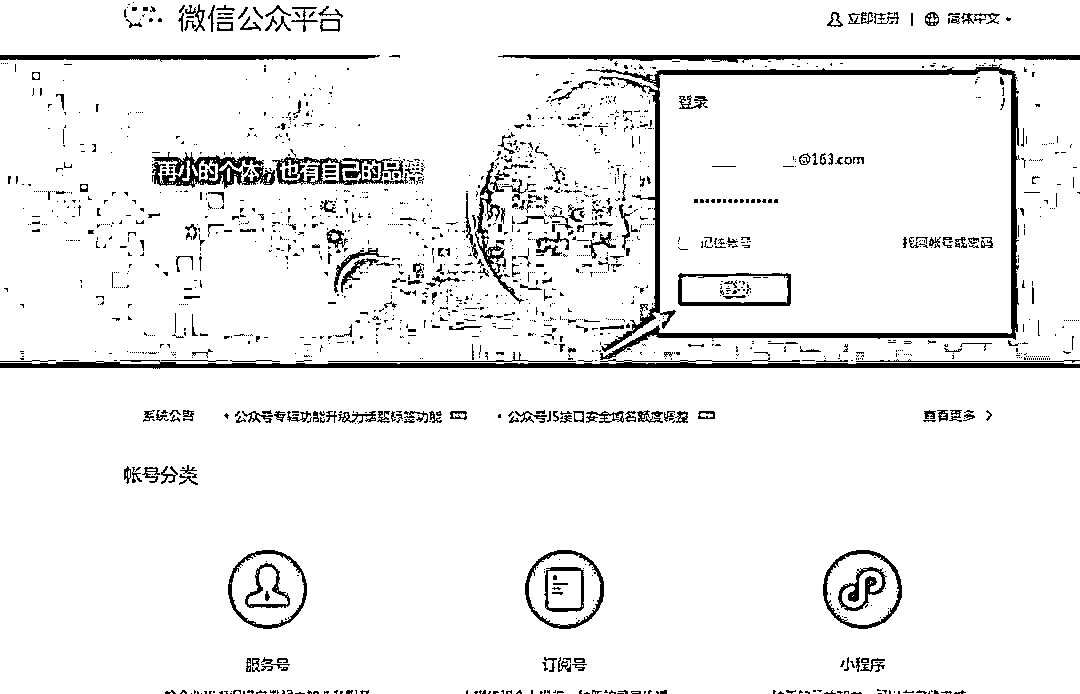 微信公众平台
立即注册 | 简体中文
再小的个体，也有自己的品牌
登录
@163.com
记住帐号
找回帐号或密码
登录
系统公告
公众号专辑功能升级为话题标签功能
公众号JS接口安全域名额度调整
查看更多
帐号分类
服务号
订阅号
小程序